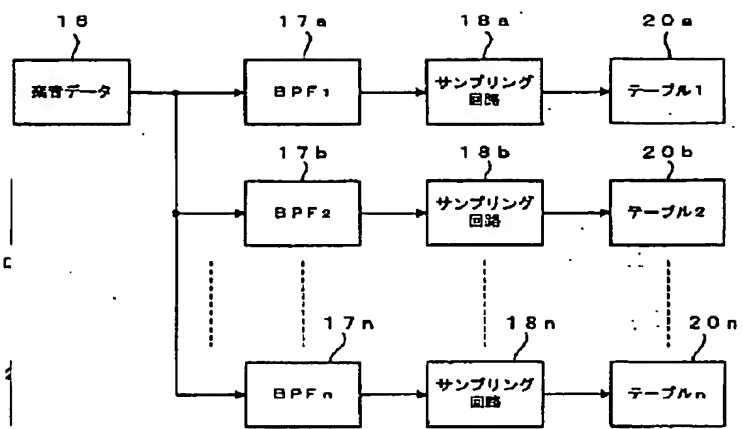 16 17a 18a 20a
楽音データ BPF1 サンプリング回路 テーブル1
17b 18b 20b
BPF2 サンプリング回路 テーブル2
17n 18n 20n
BPFn サンプリング回路 テーブルn